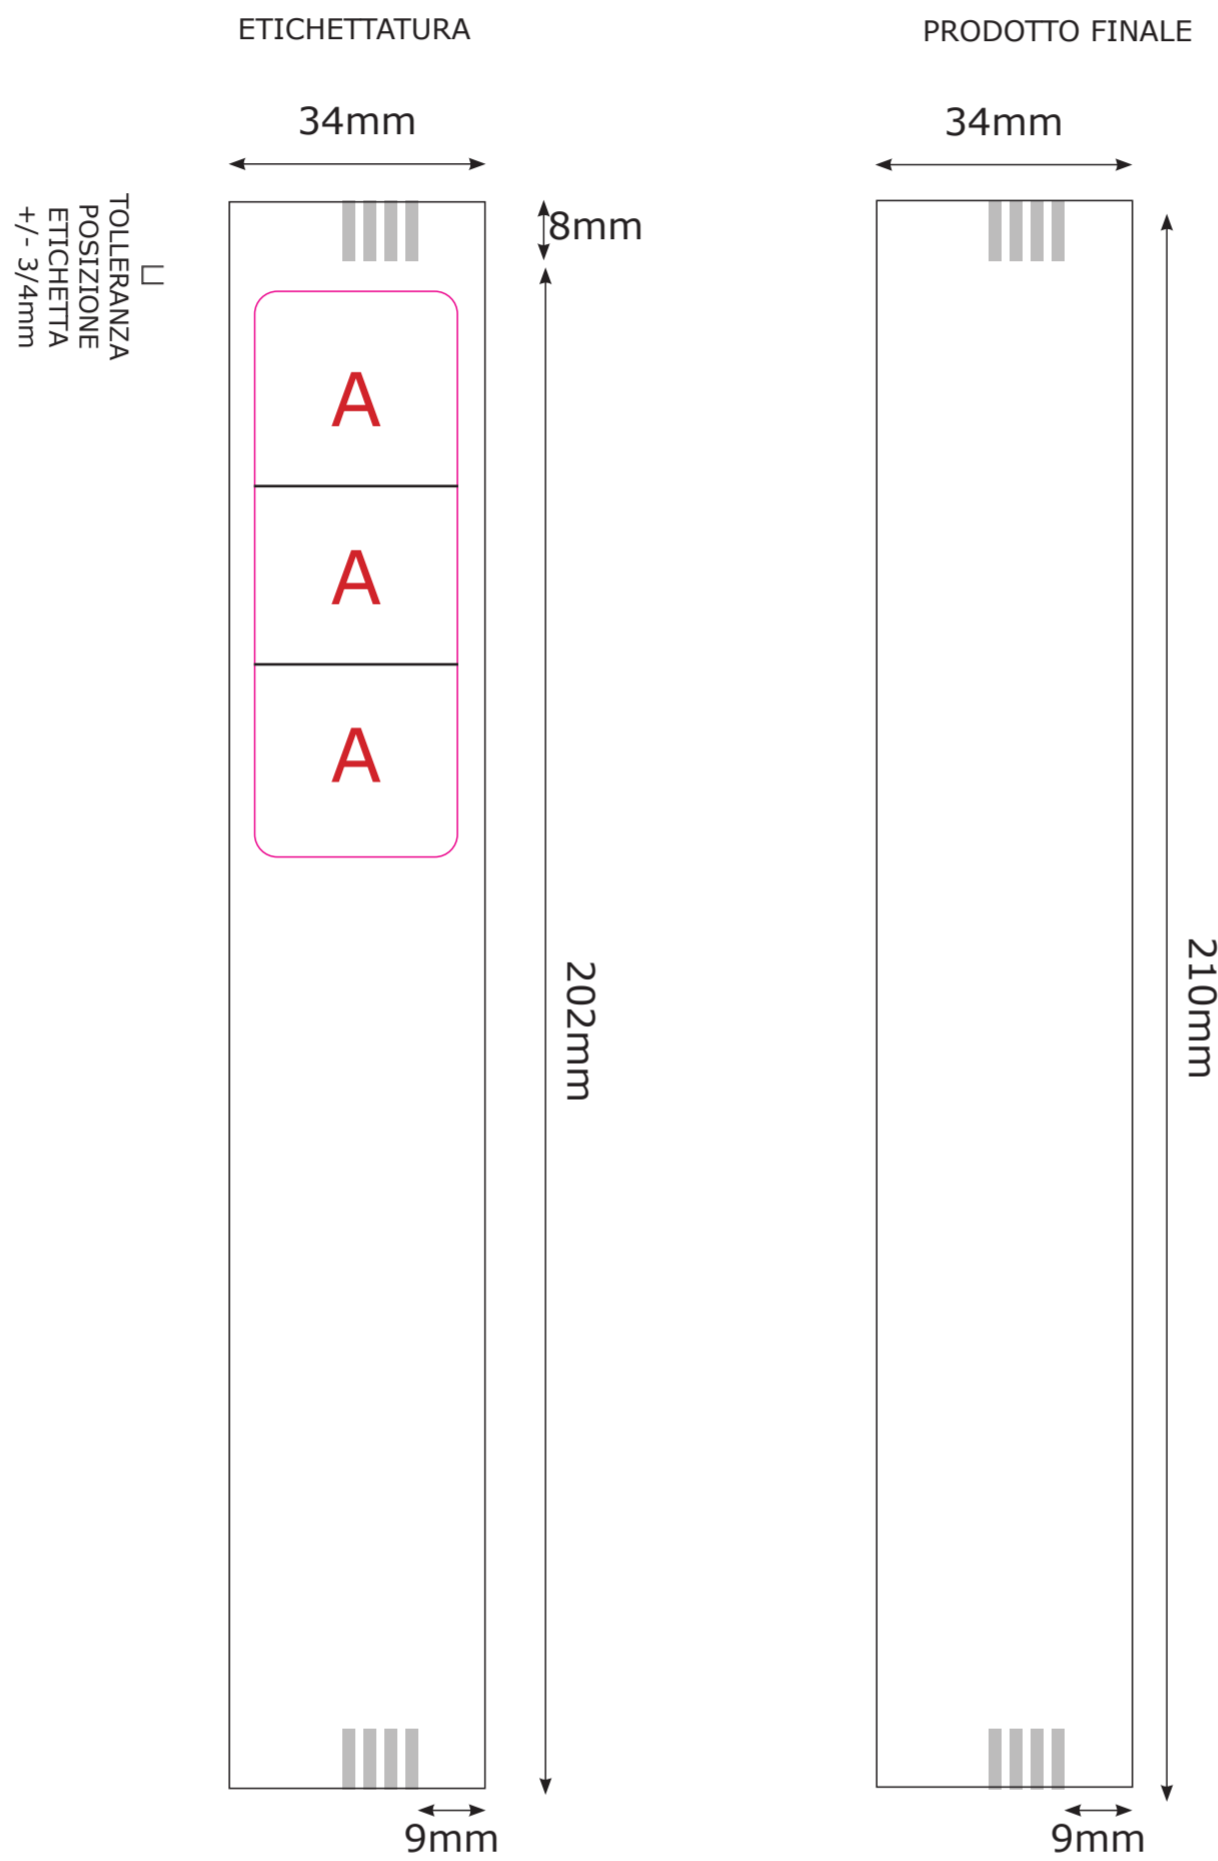 ETICHETTATURA
PRODOTTO FINALE
34mm
34mm
8mm
TOLLERANZA
POSIZIONE
ETICHETTA
+/- 3/4mm
A
A
A
202mm
210mm
9mm
9mm